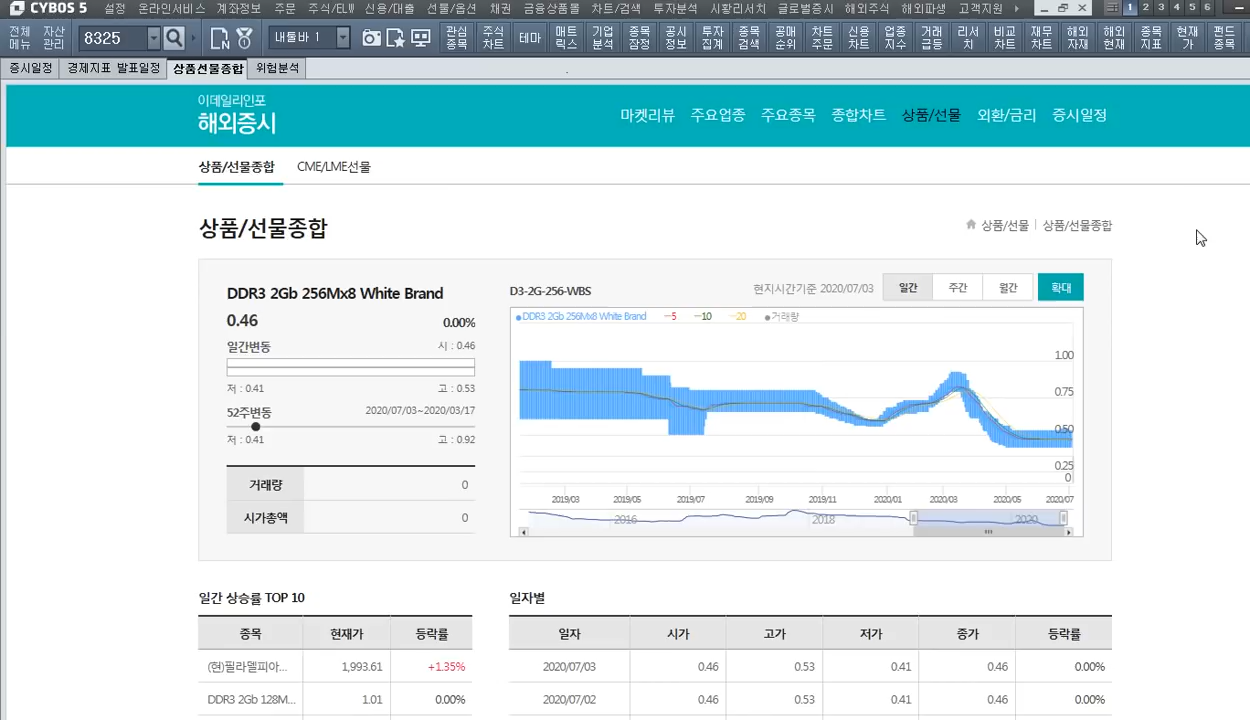 CYBOS 5 설정 온라인서비스 계좌정보 주문 주식/ELW 신용/대출 선물/옵션 채권 금융상품몰 차트/검색 투자분석 시황리서치 글로벌증시 해외주식 해외파생 고객지원 1 2 3 4 5 6
전체메뉴 자산관리 8325 내툴바 1 관심종목 주식차트 테마 매트릭스 기업분석 종목잠정 공시정보 투자집계 종목검색 공매순위 차트주문 신용차트 업종지수 거래급등 리서치 비교차트 재무차트 해외자재 해외현재 종목지표 현재가 펀드종목
증시일정 경제지표 발표일정 상품선물종합 위험분석
이데일리인포
해외증시
마켓리뷰 주요업종 주요종목 종합차트 상품/선물 외환/금리 증시일정
상품/선물종합 CME/LME선물
상품/선물종합
상품/선물 | 상품/선물종합
DDR3 2Gb 256Mx8 White Brand
0.46 0.00%
일간변동 시 : 0.46
저 : 0.41 고 : 0.53
52주변동 2020/07/03~2020/03/17
저 : 0.41 고 : 0.92
거래량 0
시가총액 0
D3-2G-256-WBS 현지시간기준 2020/07/03 일간 주간 월간 확대
DDR3 2Gb 256Mx8 White Brand 5 10 20 거래량
1.00
0.75
0.50
0.25
0
2019/03 2019/05 2019/07 2019/09 2019/11 2020/01 2020/03 2020/05 2020/07
2016 2018 2020
일간 상승률 TOP 10
종목 현재가 등락률
(현)필라델피아... 1,993.61 +1.35%
DDR3 2Gb 128M... 1.01 0.00%
일자별
일자 시가 고가 저가 종가 등락률
2020/07/03 0.46 0.53 0.41 0.46 0.00%
2020/07/02 0.46 0.53 0.41 0.46 0.00%